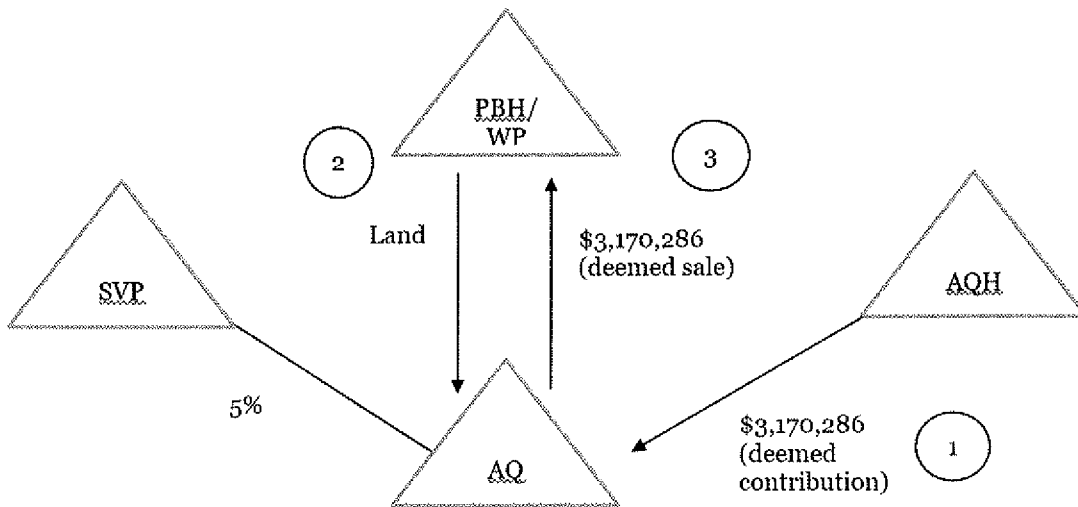 PBH/
WP
2
3
Land
$3,170,286
(deemed sale)
SVP
AQH
5%
AQ
$3,170,286
(deemed
contribution)
1